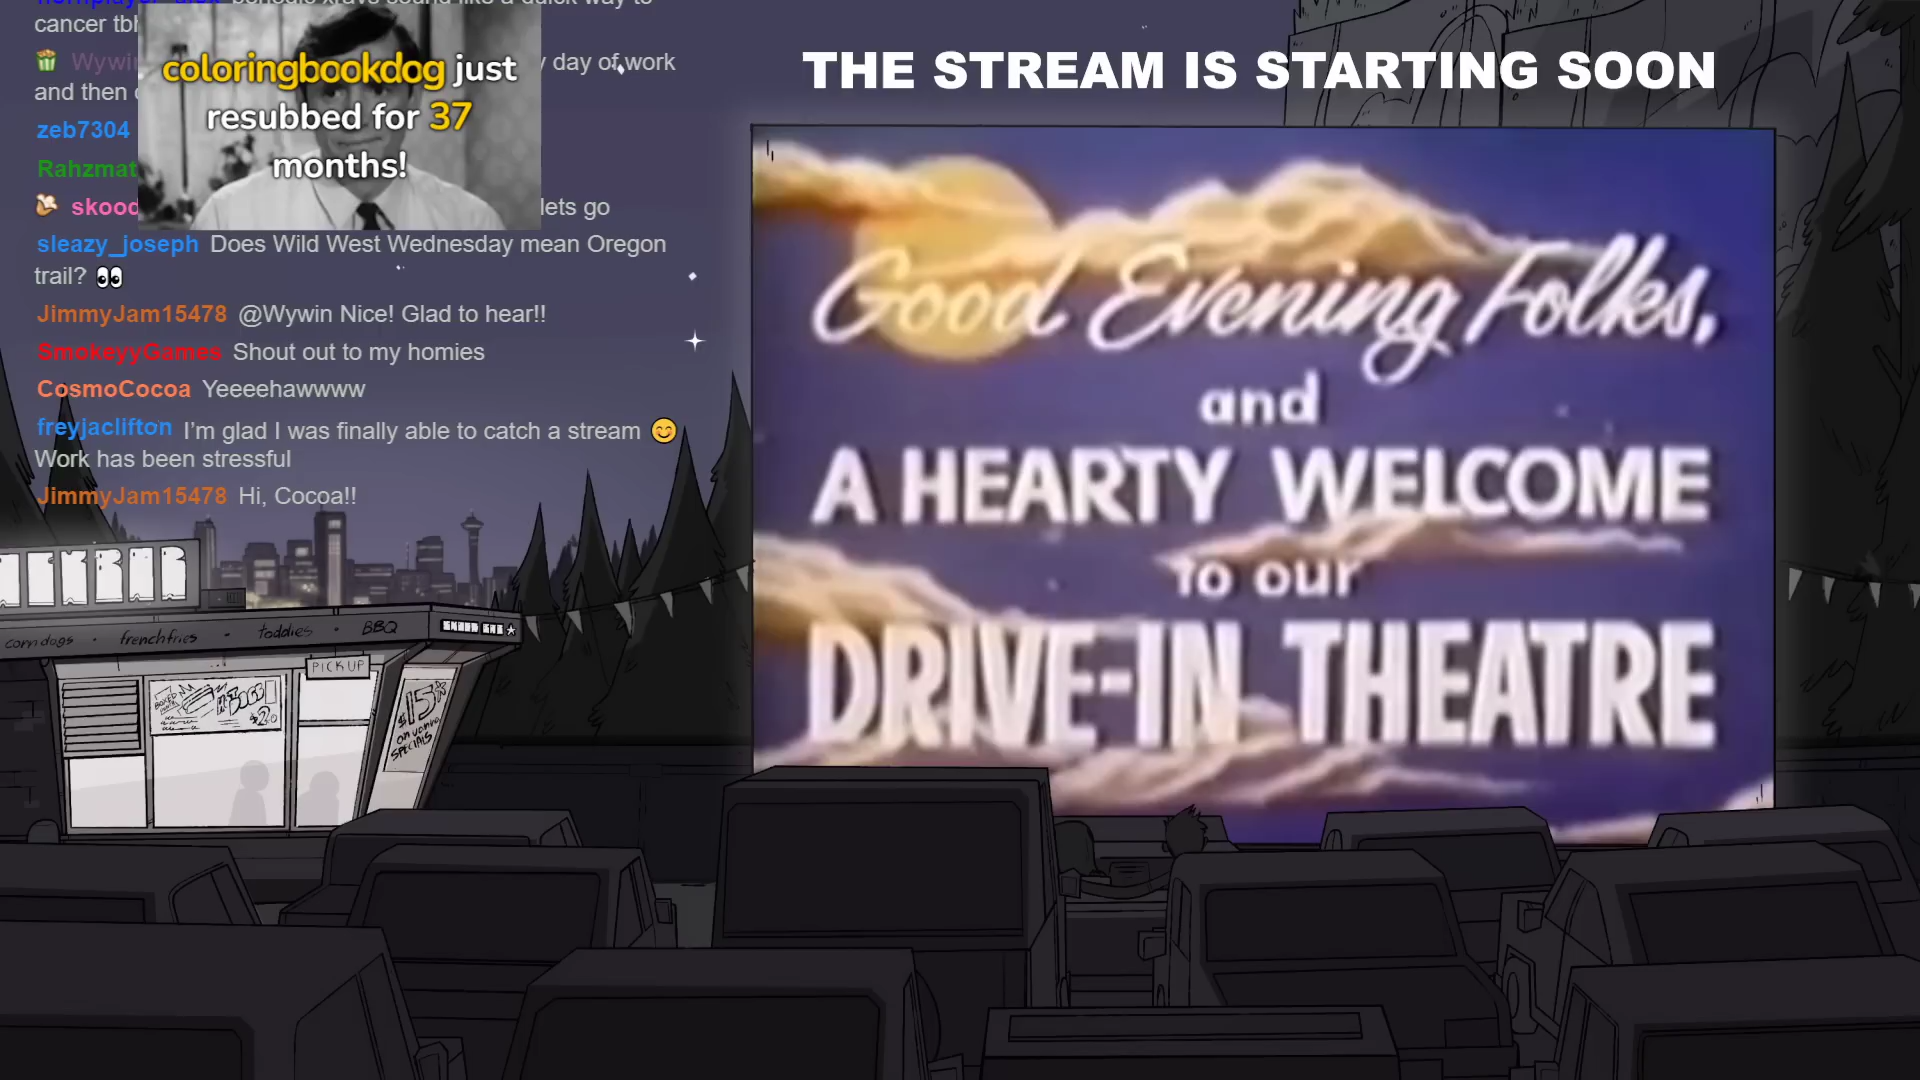 cancer tbh
coloringbookdog just
resubbed for 37
months!
day of work
and then
zeb7304
Rahzmat
lets go
sleazy_joseph Does Wild West Wednesday mean Oregon
trail? 👀
JimmyJam15478 @Wywin Nice! Glad to hear!!
SmokeyyGames Shout out to my homies
CosmoCocoa Yeeeehawwww
freyjaclifton I'm glad I was finally able to catch a stream 😊
Work has been stressful
JimmyJam15478 Hi, Cocoa!!
THE STREAM IS STARTING SOON
Good Evening Folks,
and
A HEARTY WELCOME
to our
DRIVE-IN THEATRE
corndogs · frenchfries · toddies · BBQ
PICK UP
$15
SPECIALS